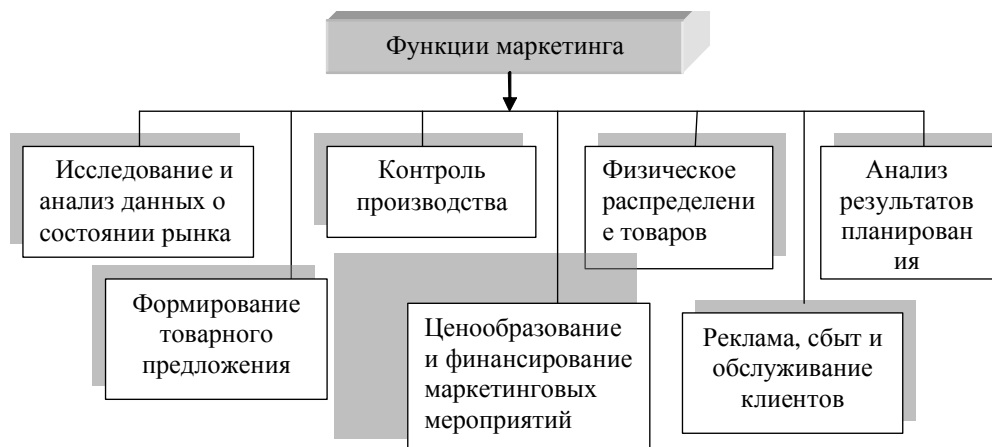 Функции маркетинга
Исследование и
анализ данных о
состоянии рынка
Формирование
товарного
предложения
Контроль
производства
Ценообразование
и финансирование
маркетинговых
мероприятий
Физическое
распределени
е товаров
Реклама, сбыт и
обслуживание
клиентов
Анализ
результатов
планирован
ия